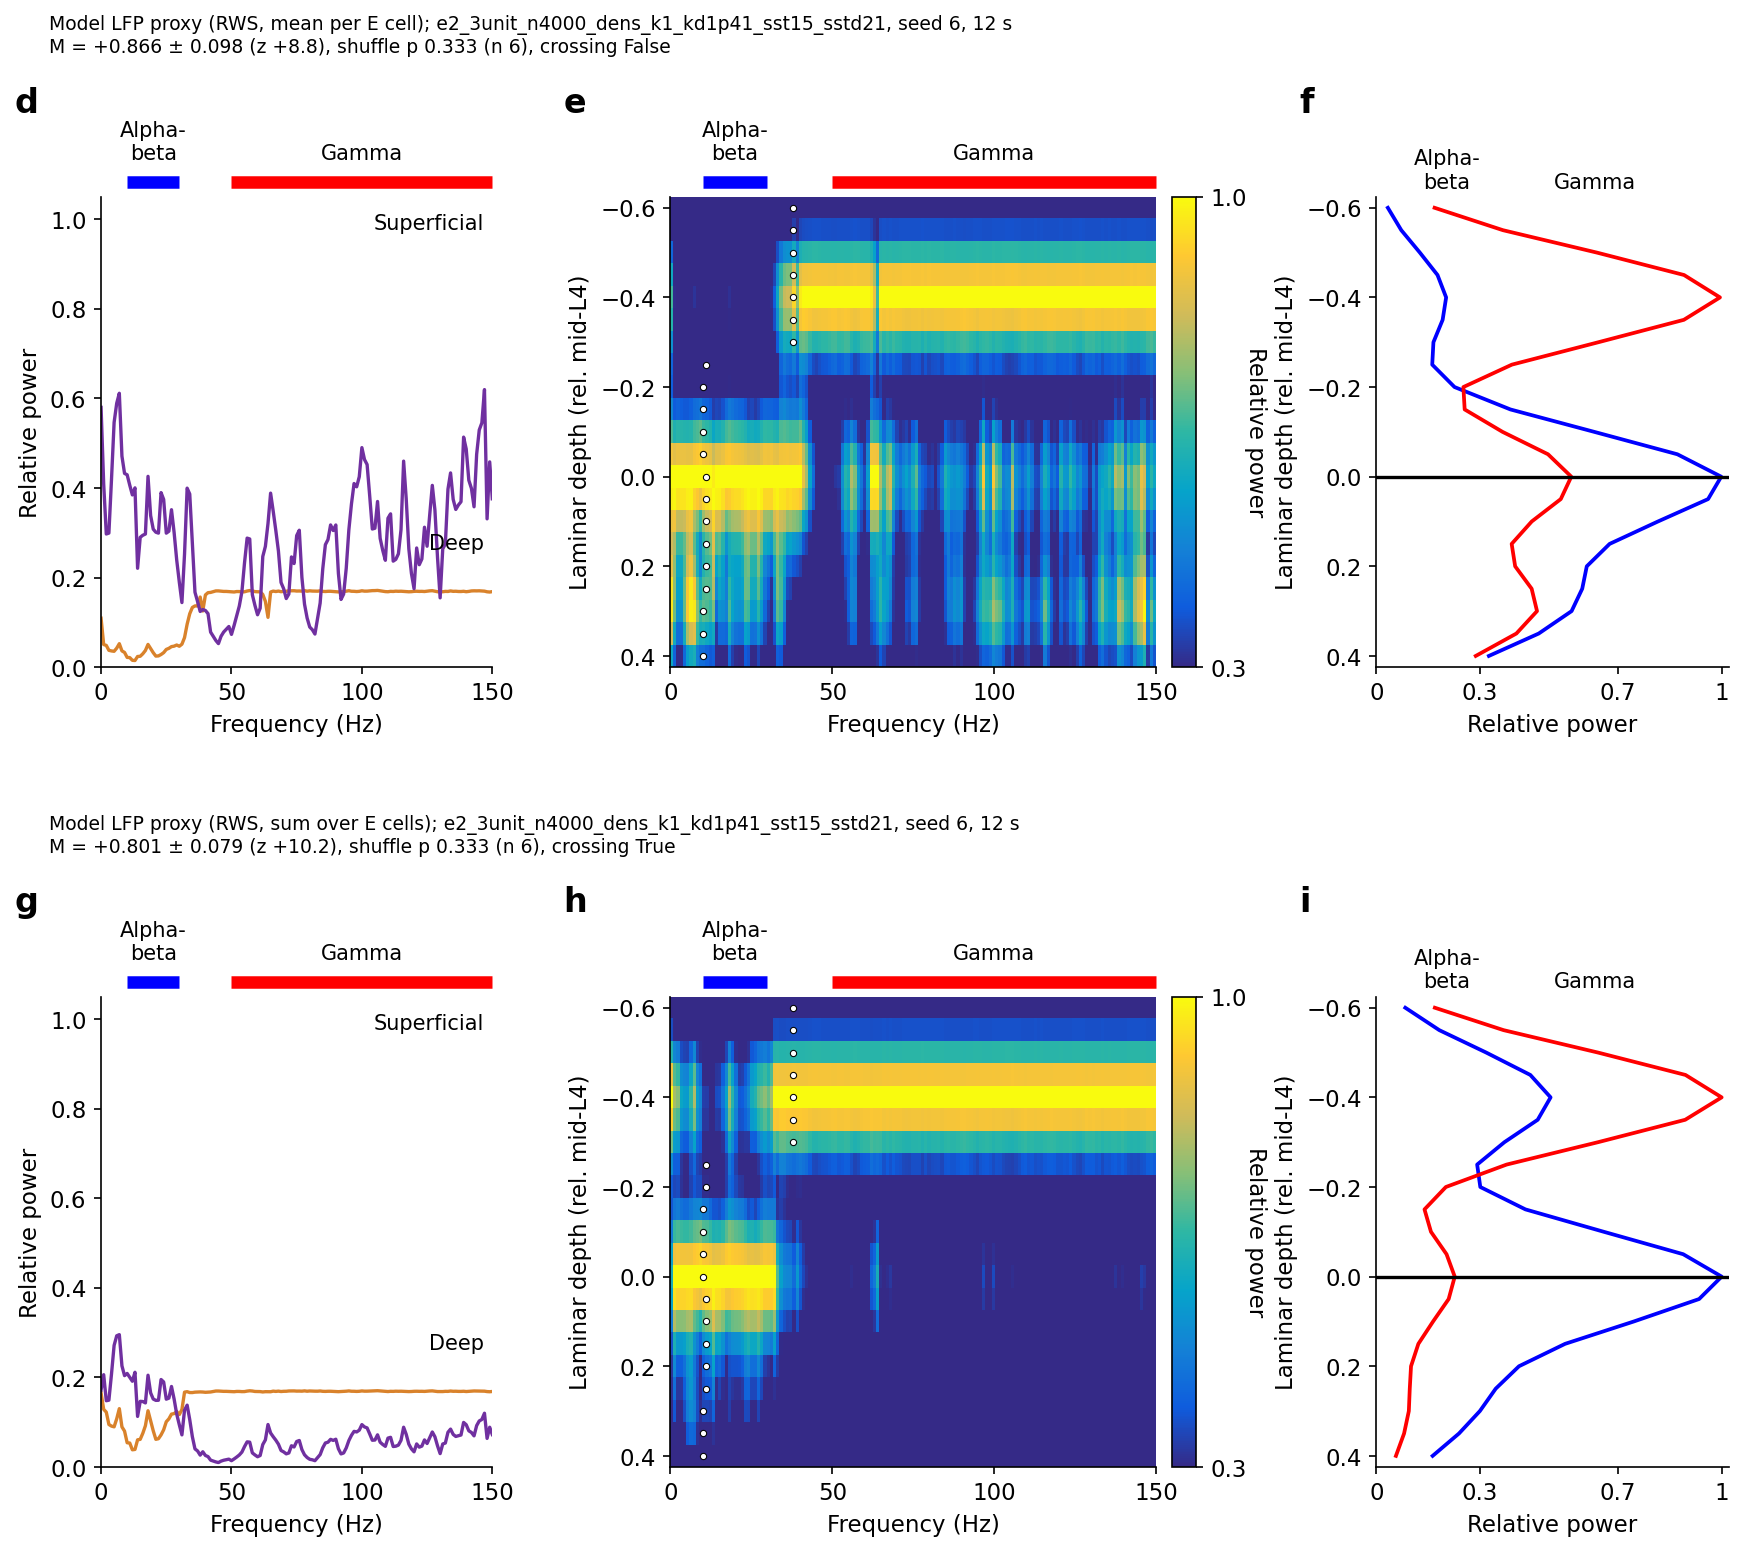 Model LFP proxy (RWS, mean per E cell); e2_3unit_n4000_dens_k1_kd1p41_sst15_sstd21, seed 6, 12 s
M = +0.866 ± 0.098 (z +8.8), shuffle p 0.333 (n 6), crossing False
d
Alpha-
beta
Gamma
Superficial
Deep
Relative power
1.0
0.8
0.6
0.4
0.2
0.0
0
50
100
150
Frequency (Hz)
e
Alpha-
beta
Gamma
Laminar depth (rel. mid-L4)
−0.6
−0.4
−0.2
0.0
0.2
0.4
0
50
100
150
Frequency (Hz)
1.0
0.3
Relative power
f
Alpha-
beta
Gamma
Laminar depth (rel. mid-L4)
−0.6
−0.4
−0.2
0.0
0.2
0.4
0
0.3
0.7
1
Relative power
Model LFP proxy (RWS, sum over E cells); e2_3unit_n4000_dens_k1_kd1p41_sst15_sstd21, seed 6, 12 s
M = +0.801 ± 0.079 (z +10.2), shuffle p 0.333 (n 6), crossing True
g
Alpha-
beta
Gamma
Superficial
Deep
Relative power
1.0
0.8
0.6
0.4
0.2
0.0
0
50
100
150
Frequency (Hz)
h
Alpha-
beta
Gamma
Laminar depth (rel. mid-L4)
−0.6
−0.4
−0.2
0.0
0.2
0.4
0
50
100
150
Frequency (Hz)
1.0
0.3
Relative power
i
Alpha-
beta
Gamma
Laminar depth (rel. mid-L4)
−0.6
−0.4
−0.2
0.0
0.2
0.4
0
0.3
0.7
1
Relative power